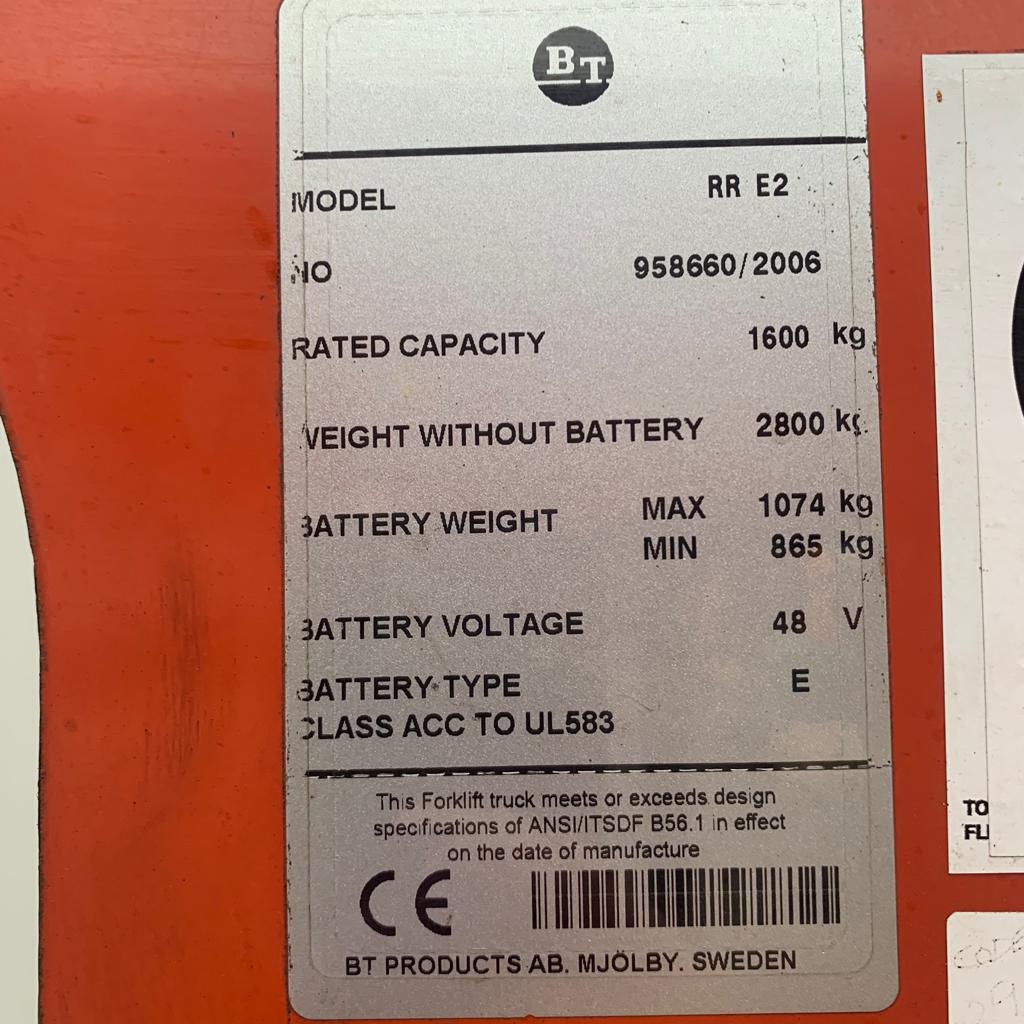 BT
MODEL RR E2
NO 958660/2006
RATED CAPACITY 1600 kg
WEIGHT WITHOUT BATTERY 2800 kg
BATTERY WEIGHT MAX 1074 kg
MIN 865 kg
BATTERY VOLTAGE 48 V
BATTERY TYPE E
CLASS ACC TO UL583
This Forklift truck meets or exceeds design
specifications of ANSI/ITSDF B56.1 in effect
on the date of manufacture
CE
BT PRODUCTS AB. MJÖLBY. SWEDEN
TO
FL